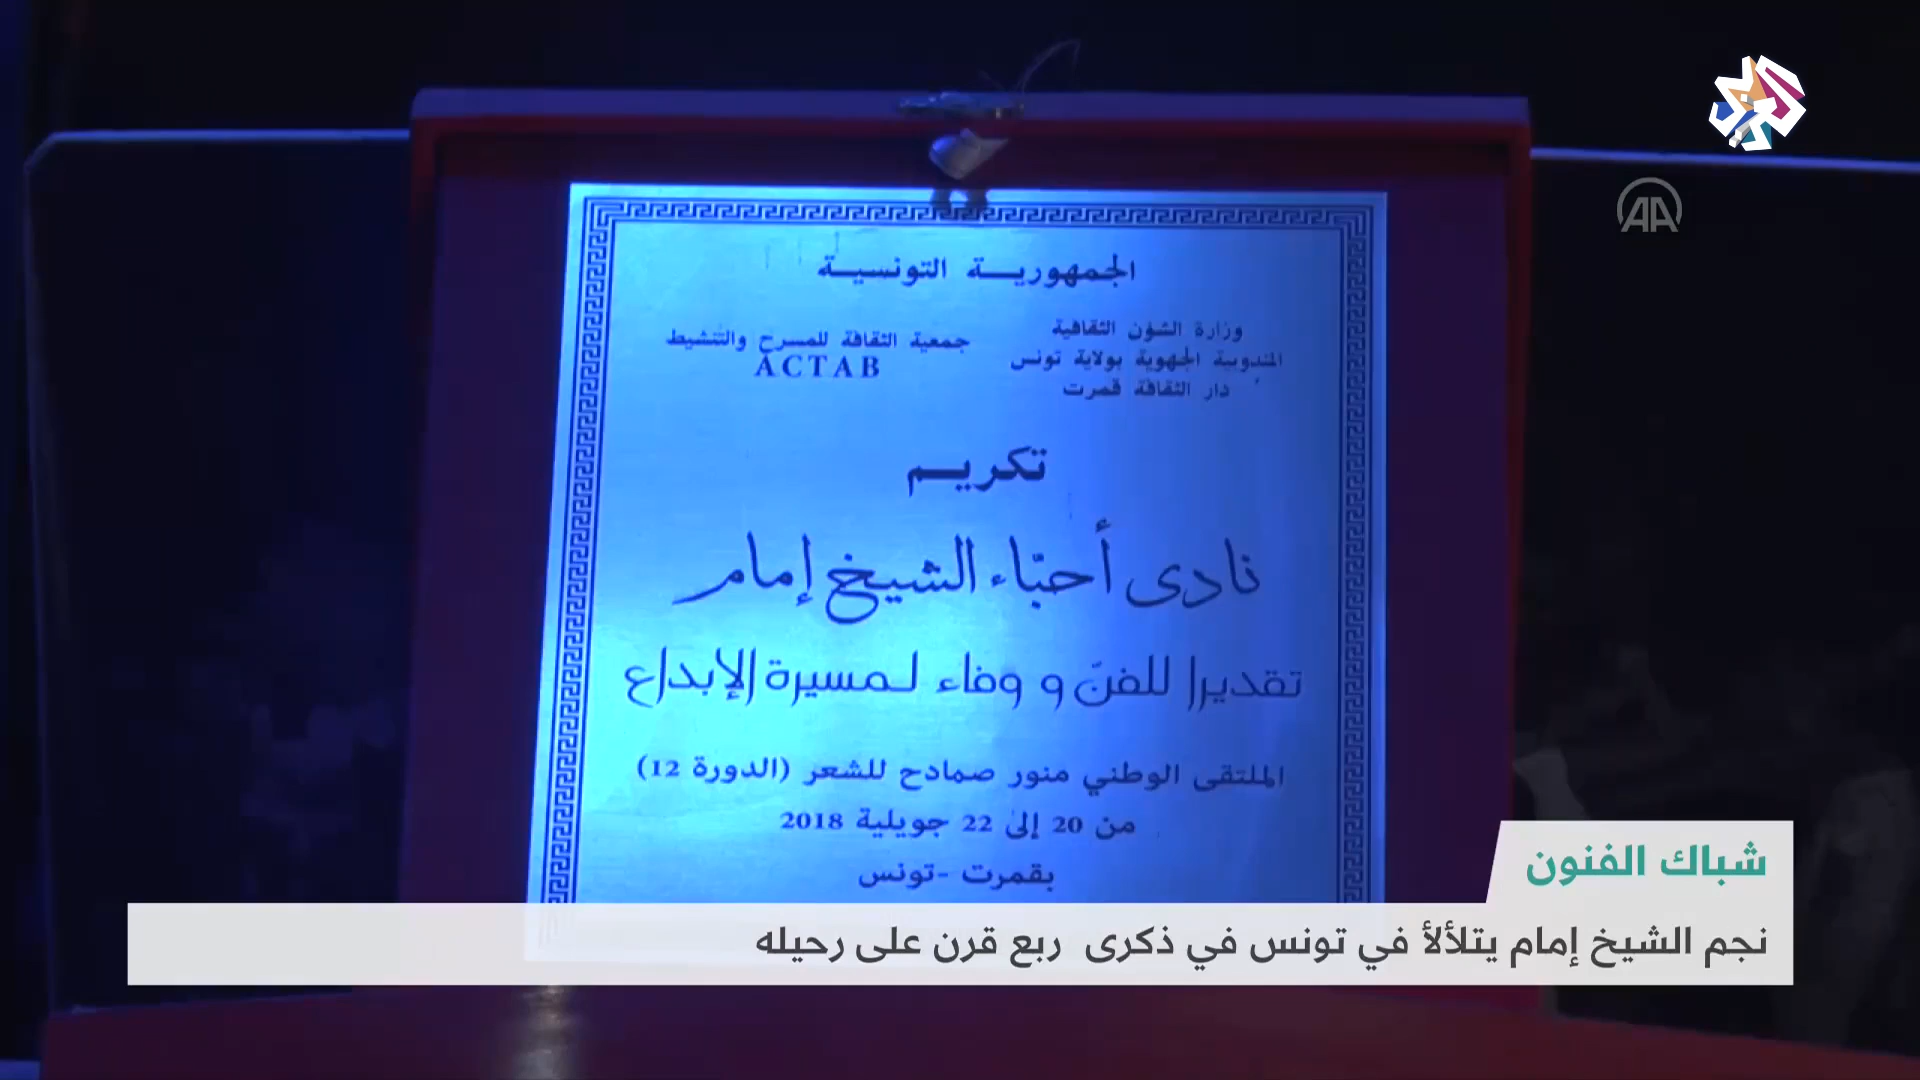 الجمهورية التونسية
وزارة الشؤن الثقافية
المندوبية الجهوية بولاية تونس
دار الثقافة قمرت
جمعية الثقافة للمسرح والتنشيط
ACTAB
تكريم
نادى أحبّاء الشيخ إمام
تقديرا للفنّ و وفاء لمسيرة الإبداع
الملتقى الوطني منور صمادح للشعر (الدورة 12)
من 20 إلى 22 جويلية 2018
بقمرت -تونس
AA
شباك الفنون
نجم الشيخ إمام يتلألأ في تونس في ذكرى ربع قرن على رحيله